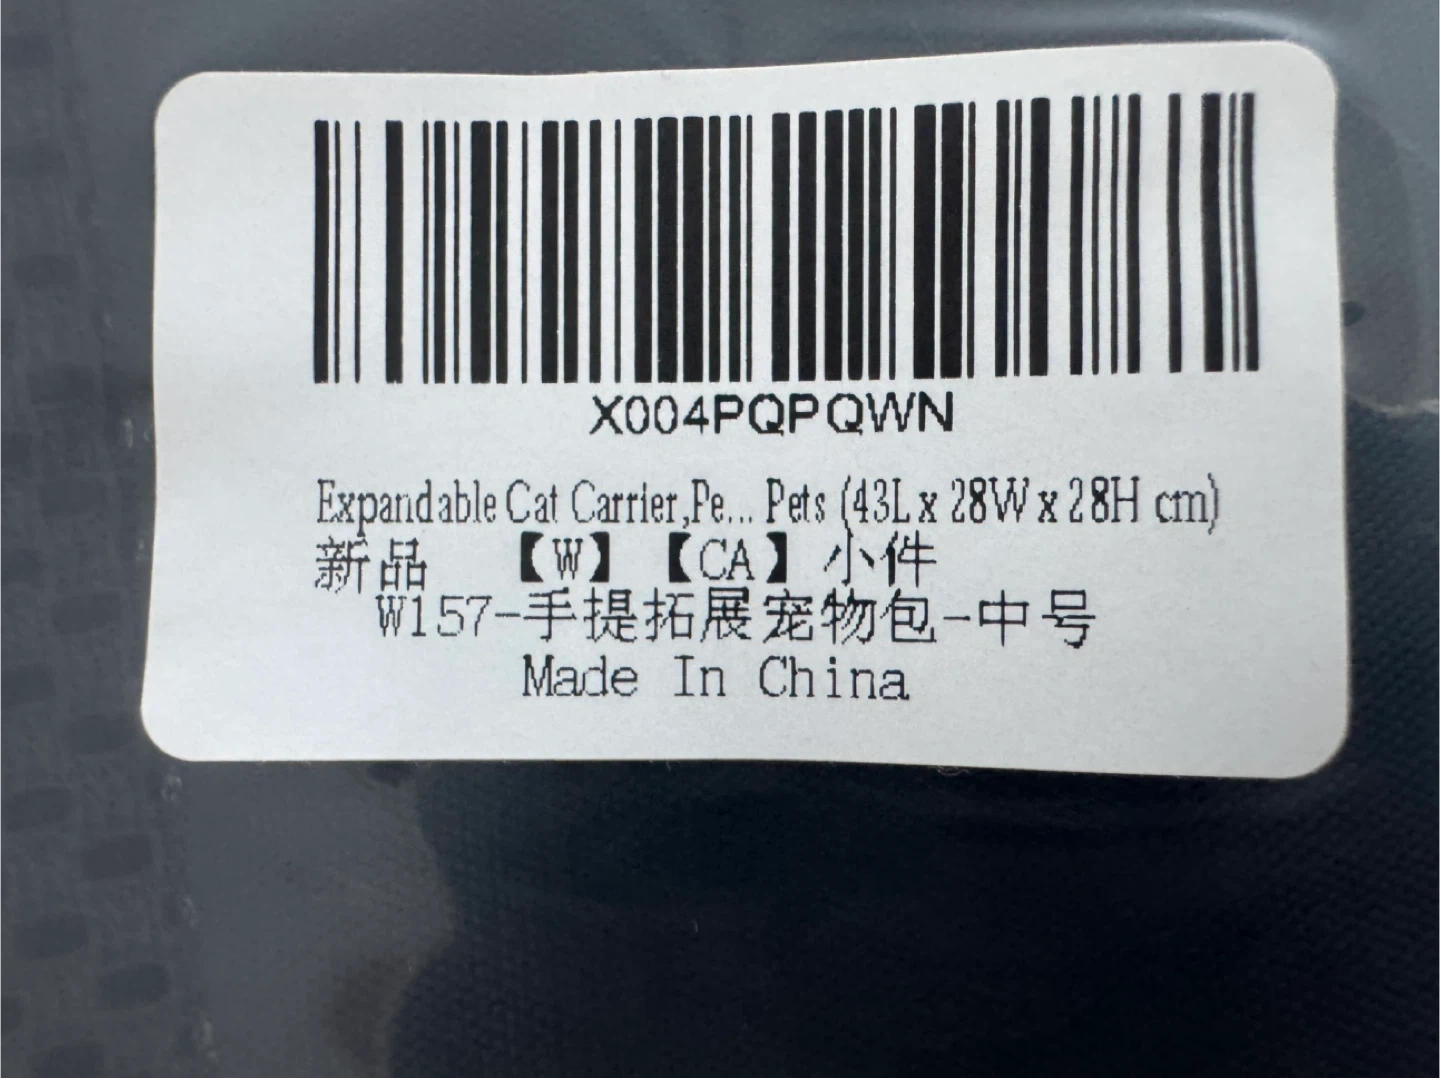 X004PQPQWN
Expandable Cat Carrier,Pe... Pets (43L x 28W x 28H cm)
新品 【W】 【CA】 小件
W157-手提拓展宠物包-中号
Made In China